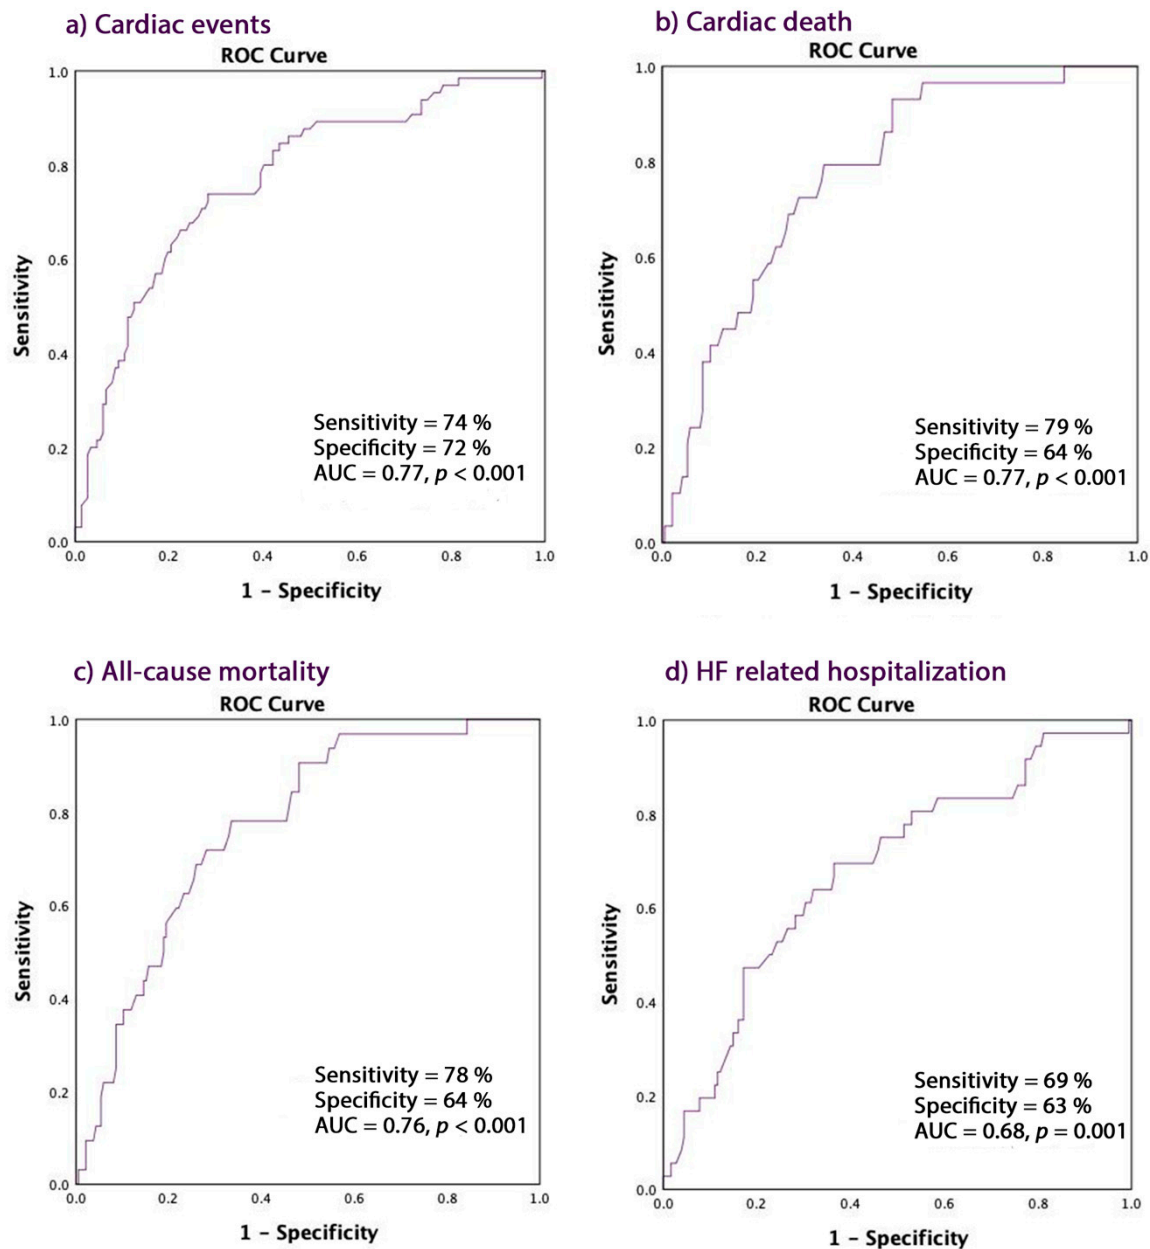 a) Cardiac events
ROC Curve
1.0
0.8
0.6
0.4
0.2
0.0
0.0 0.2 0.4 0.6 0.8 1.0
Sensitivity
1 - Specificity
Sensitivity = 74 %
Specificity = 72 %
AUC = 0.77, p < 0.001
b) Cardiac death
ROC Curve
1.0
0.8
0.6
0.4
0.2
0.0
0.0 0.2 0.4 0.6 0.8 1.0
Sensitivity
1 - Specificity
Sensitivity = 79 %
Specificity = 64 %
AUC = 0.77, p < 0.001
c) All-cause mortality
ROC Curve
1.0
0.8
0.6
0.4
0.2
0.0
0.0 0.2 0.4 0.6 0.8 1.0
Sensitivity
1 - Specificity
Sensitivity = 78 %
Specificity = 64 %
AUC = 0.76, p < 0.001
d) HF related hospitalization
ROC Curve
1.0
0.8
0.6
0.4
0.2
0.0
0.0 0.2 0.4 0.6 0.8 1.0
Sensitivity
1 - Specificity
Sensitivity = 69 %
Specificity = 63 %
AUC = 0.68, p = 0.001